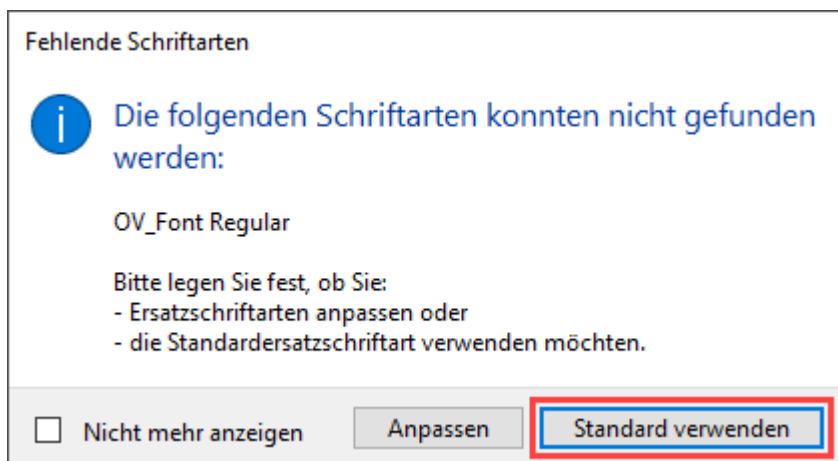 Fehlende Schriftarten
Die folgenden Schriftarten konnten nicht gefunden
werden:
OV_Font Regular
Bitte legen Sie fest, ob Sie:
- Ersatzschriftarten anpassen oder
- die Standardersatzschriftart verwenden möchten.
Nicht mehr anzeigen
Anpassen
Standard verwenden